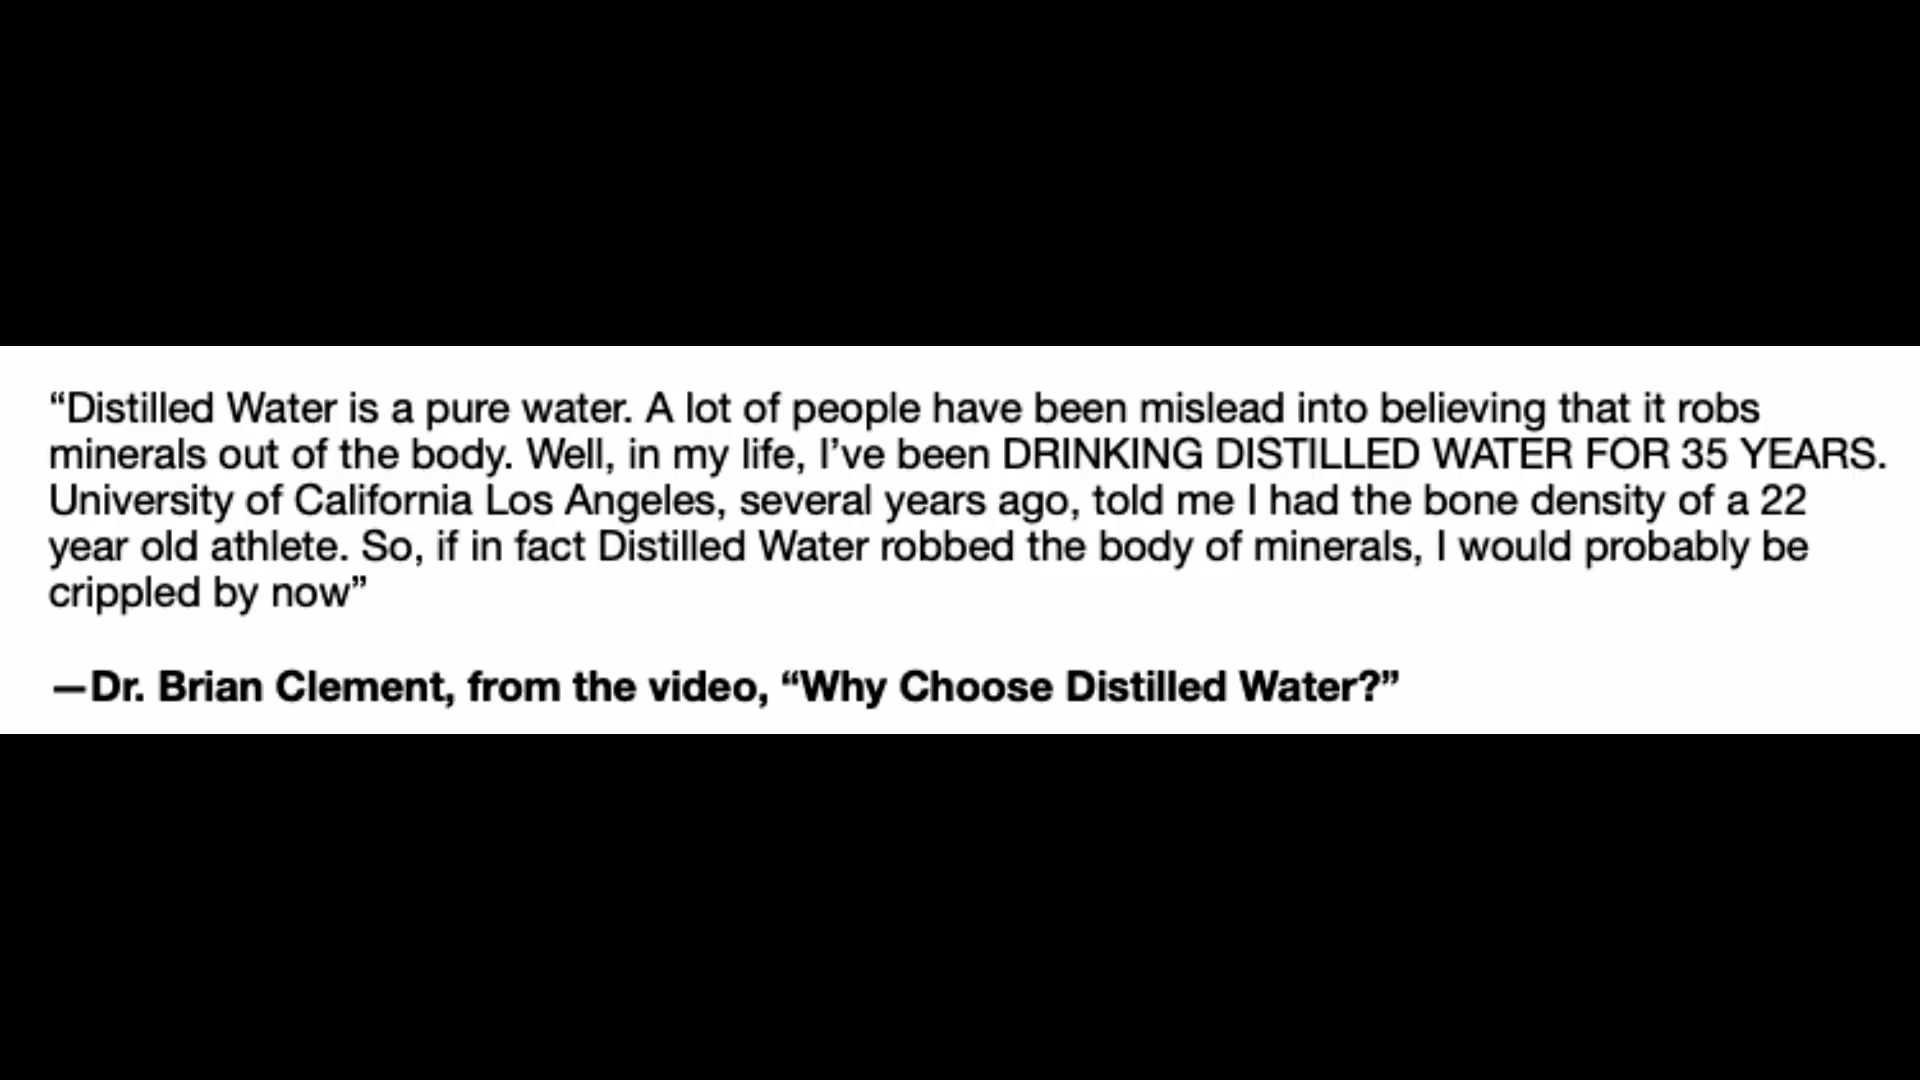 “Distilled Water is a pure water. A lot of people have been mislead into believing that it robs
minerals out of the body. Well, in my life, I’ve been DRINKING DISTILLED WATER FOR 35 YEARS.
University of California Los Angeles, several years ago, told me I had the bone density of a 22
year old athlete. So, if in fact Distilled Water robbed the body of minerals, I would probably be
crippled by now”
—Dr. Brian Clement, from the video, “Why Choose Distilled Water?”